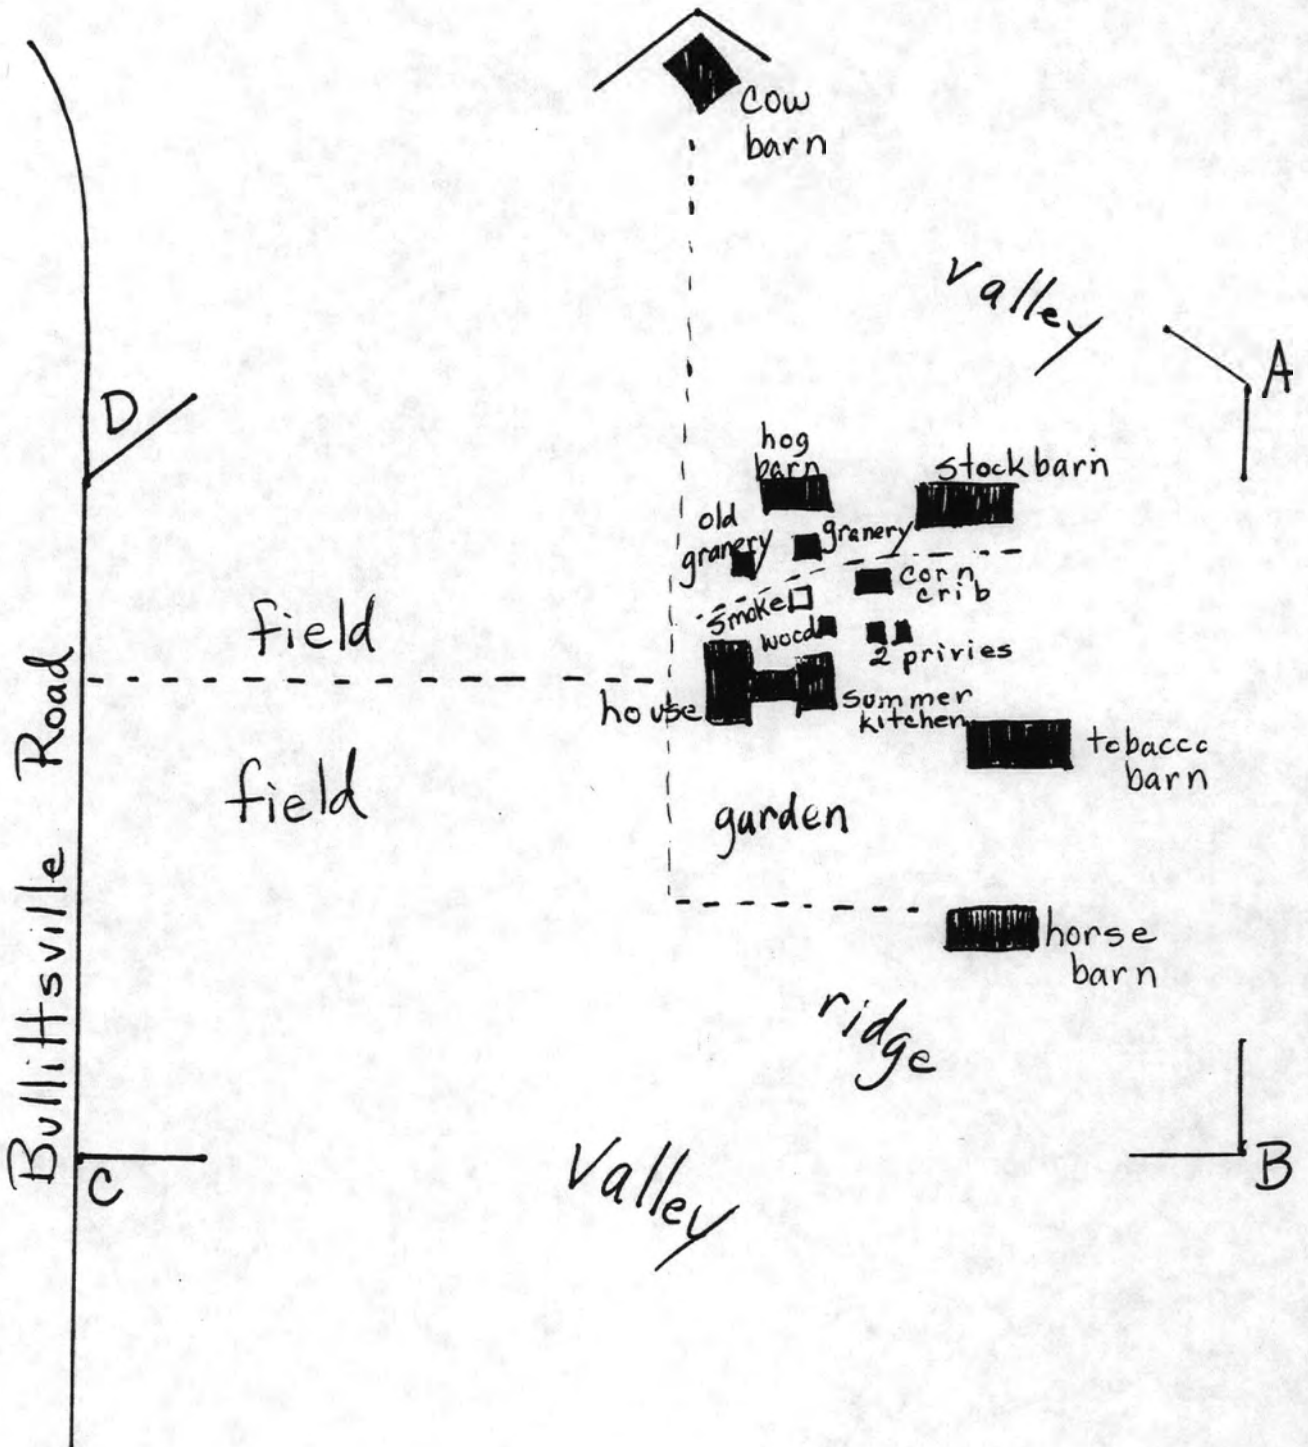 cow
barn
valley
A
D
hog
barn
stockbarn
old
granery
granery
corn
crib
smoke
wood
2 privies
field
house
summer
kitchen
tobacco
barn
field
garden
Bullittsville Road
horse
barn
ridge
valley
C
B